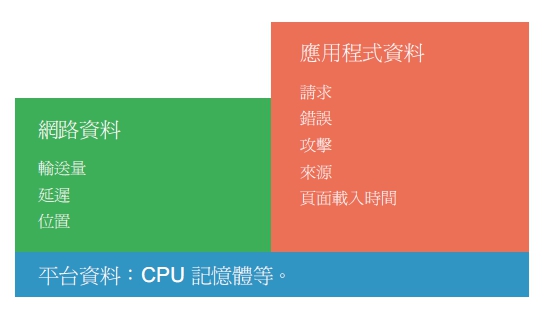 應用程式資料
請求
錯誤
攻擊
來源
頁面載入時間
網路資料
輸送量
延遲
位置
平台資料：CPU 記憶體等。